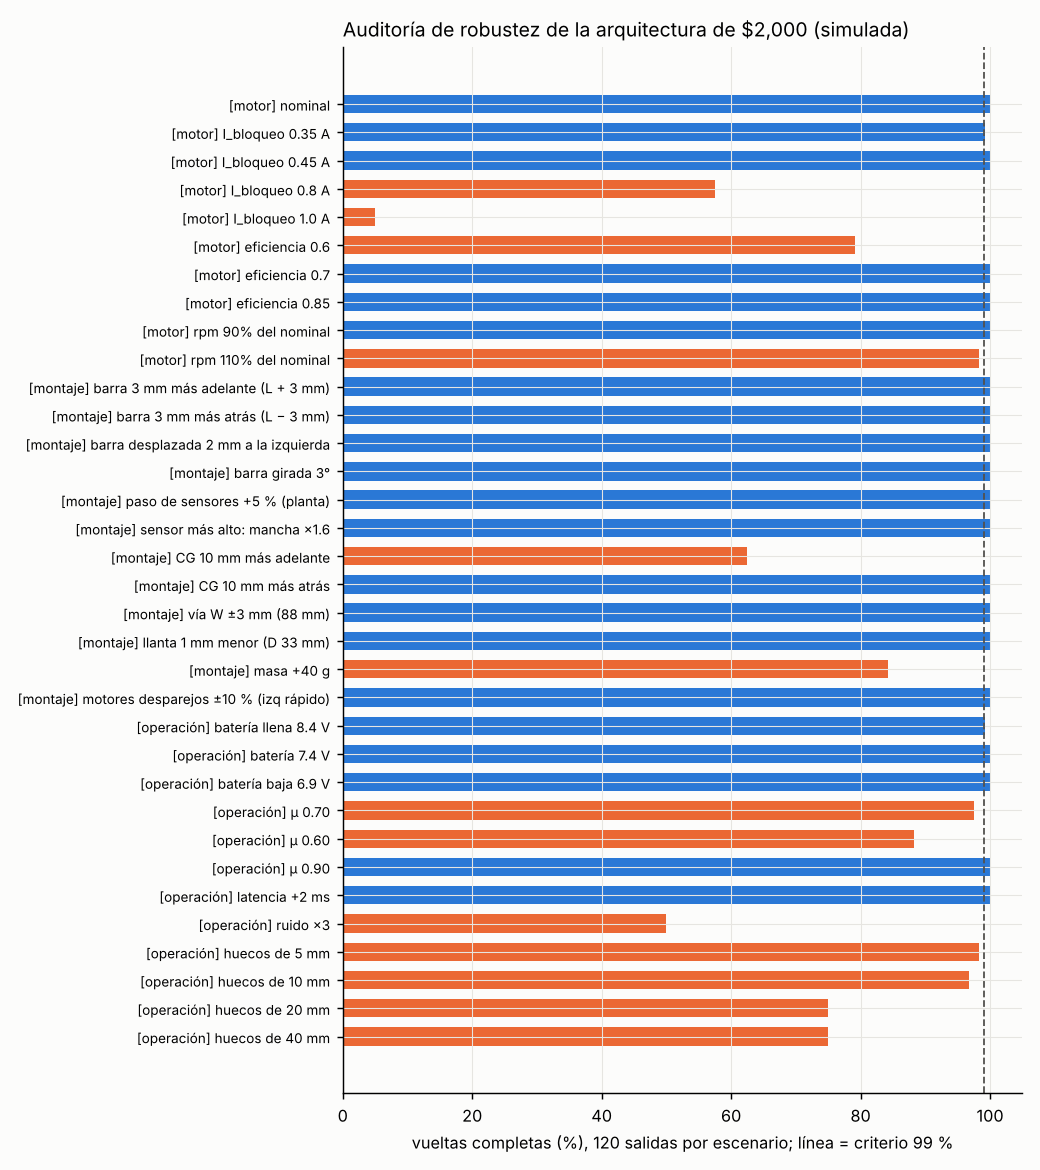 Auditoría de robustez de la arquitectura de $2,000 (simulada)
[motor] nominal
[motor] I_bloqueo 0.35 A
[motor] I_bloqueo 0.45 A
[motor] I_bloqueo 0.8 A
[motor] I_bloqueo 1.0 A
[motor] eficiencia 0.6
[motor] eficiencia 0.7
[motor] eficiencia 0.85
[motor] rpm 90% del nominal
[motor] rpm 110% del nominal
[montaje] barra 3 mm más adelante (L + 3 mm)
[montaje] barra 3 mm más atrás (L − 3 mm)
[montaje] barra desplazada 2 mm a la izquierda
[montaje] barra girada 3°
[montaje] paso de sensores +5 % (planta)
[montaje] sensor más alto: mancha ×1.6
[montaje] CG 10 mm más adelante
[montaje] CG 10 mm más atrás
[montaje] vía W ±3 mm (88 mm)
[montaje] llanta 1 mm menor (D 33 mm)
[montaje] masa +40 g
[montaje] motores desparejos ±10 % (izq rápido)
[operación] batería llena 8.4 V
[operación] batería 7.4 V
[operación] batería baja 6.9 V
[operación] µ 0.70
[operación] µ 0.60
[operación] µ 0.90
[operación] latencia +2 ms
[operación] ruido ×3
[operación] huecos de 5 mm
[operación] huecos de 10 mm
[operación] huecos de 20 mm
[operación] huecos de 40 mm
0 20 40 60 80 100
vueltas completas (%), 120 salidas por escenario; línea = criterio 99 %